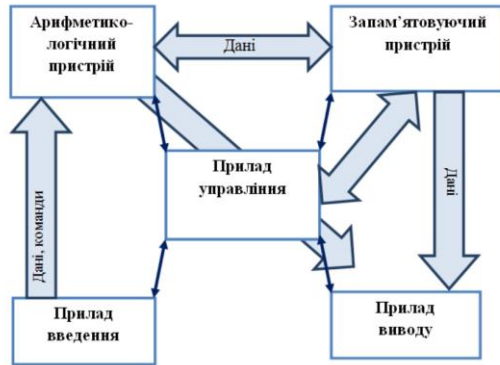 Арифметико-
логічний
пристрій
Дані
Запам’ятовуючий
пристрій
Прилад
управління
Дані
Дані, команди
Прилад
введення
Прилад
виводу